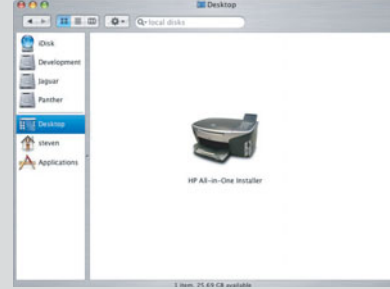 Desktop
local disks
iDisk
Development
Jaguar
Panther
Desktop
steven
Applications
HP All-in-One Installer
1 item, 25.69 GB available